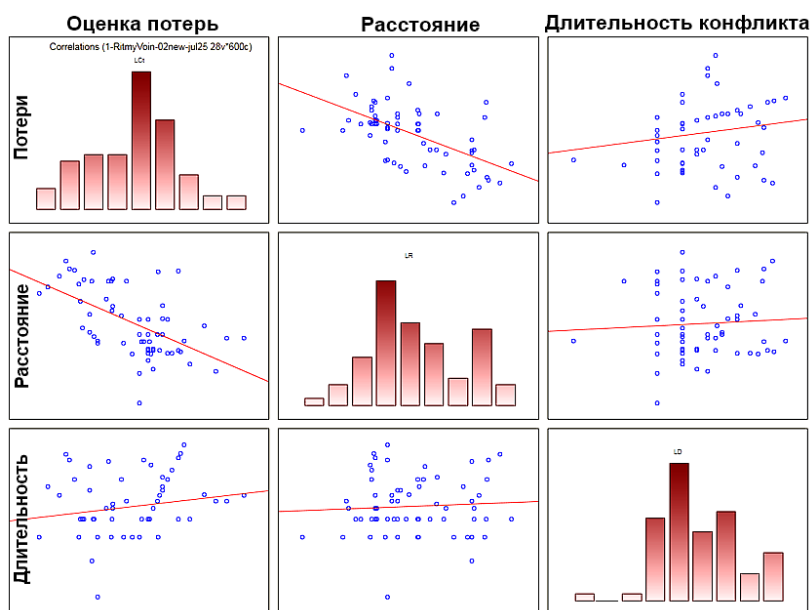 Оценка потерь
Расстояние
Длительность конфликта
Correlations (1-RitmyVoin-02new-jul25 28v*600c)
LCt
Потери
LR
Расстояние
LD
Длительность